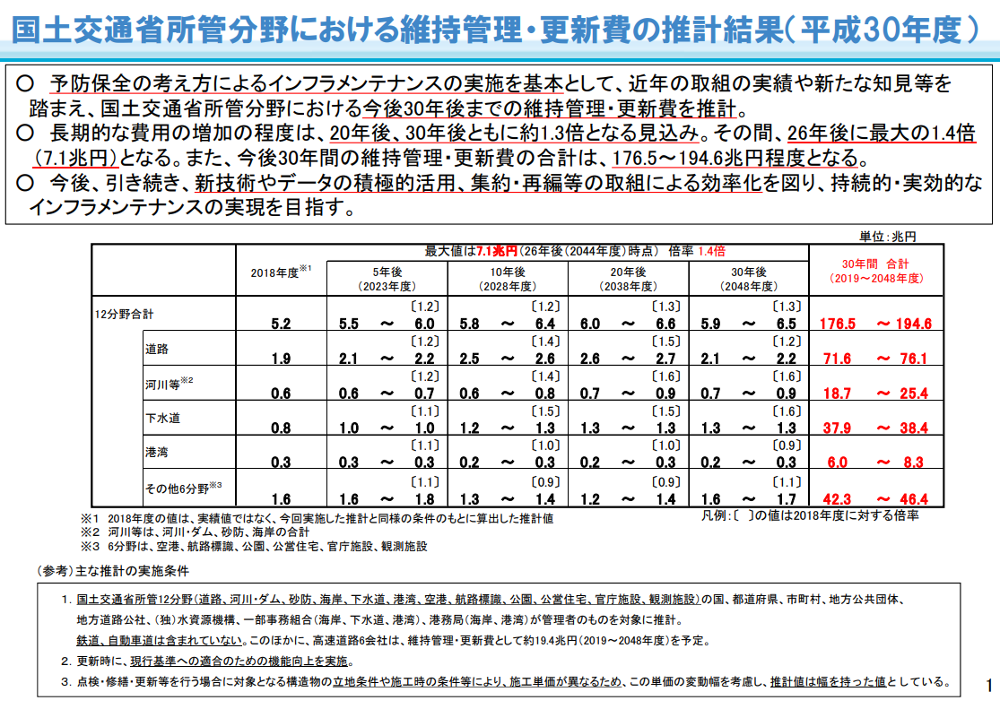 国土交通省所管分野における維持管理・更新費の推計結果（平成30年度）
○ 予防保全の考え方によるインフラメンテナンスの実施を基本として、近年の取組の実績や新たな知見等を
踏まえ、国土交通省所管分野における今後30年後までの維持管理・更新費を推計。
○ 長期的な費用の増加の程度は、20年後、30年後ともに約1.3倍となる見込み。その間、26年後に最大の1.4倍
（7.1兆円）となる。また、今後30年間の維持管理・更新費の合計は、176.5～194.6兆円程度となる。
○ 今後、引き続き、新技術やデータの積極的活用、集約・再編等の取組による効率化を図り、持続的・実効的な
インフラメンテナンスの実現を目指す。
単位：兆円
最大値は7.1兆円（26年後（2044年度）時点） 倍率 1.4倍
2018年度※1 5年後 10年後 20年後 30年後 30年間 合計
（2023年度） （2028年度） （2038年度） （2048年度） （2019～2048年度）
〔1.2〕 〔1.2〕 〔1.3〕 〔1.3〕
12分野合計 5.2 5.5 ～ 6.0 5.8 ～ 6.4 6.0 ～ 6.6 5.9 ～ 6.5 176.5 ～ 194.6
〔1.2〕 〔1.4〕 〔1.5〕 〔1.2〕
道路 1.9 2.1 ～ 2.2 2.5 ～ 2.6 2.6 ～ 2.7 2.1 ～ 2.2 71.6 ～ 76.1
〔1.2〕 〔1.4〕 〔1.6〕 〔1.6〕
河川等※2 0.6 0.6 ～ 0.7 0.6 ～ 0.8 0.7 ～ 0.9 0.7 ～ 0.9 18.7 ～ 25.4
〔1.1〕 〔1.5〕 〔1.5〕 〔1.6〕
下水道 0.8 1.0 ～ 1.0 1.2 ～ 1.3 1.3 ～ 1.3 1.3 ～ 1.3 37.9 ～ 38.4
〔1.1〕 〔1.0〕 〔1.0〕 〔0.9〕
港湾 0.3 0.3 ～ 0.3 0.2 ～ 0.3 0.2 ～ 0.3 0.2 ～ 0.3 6.0 ～ 8.3
〔1.1〕 〔0.9〕 〔0.9〕 〔1.1〕
その他6分野※3 1.6 1.6 ～ 1.8 1.3 ～ 1.4 1.2 ～ 1.4 1.6 ～ 1.7 42.3 ～ 46.4
※1 2018年度の値は、実績値ではなく、今回実施した推計と同様の条件のもとに算出した推計値
凡例：〔 〕の値は2018年度に対する倍率
※2 河川等は、河川・ダム、砂防、海岸の合計
※3 6分野は、空港、航路標識、公園、公営住宅、官庁施設、観測施設
（参考）主な推計の実施条件
1. 国土交通省所管12分野（道路、河川・ダム、砂防、海岸、下水道、港湾、空港、航路標識、公園、公営住宅、官庁施設、観測施設）の国、都道府県、市町村、地方公共団体、
地方道路公社、（独）水資源機構、一部事務組合（海岸、下水道、港湾）、港務局（海岸、港湾）が管理者のものを対象に推計。
鉄道、自動車道は含まれていない。このほかに、高速道路6会社は、維持管理・更新費として約19.4兆円（2019～2048年度）を予定。
2. 更新時に、現行基準への適合のための機能向上を実施。
3. 点検・修繕・更新等を行う場合に対象となる構造物の立地条件や施工時の条件等により、施工単価が異なるため、この単価の変動幅を考慮し、推計値は幅を持った値としている。
1